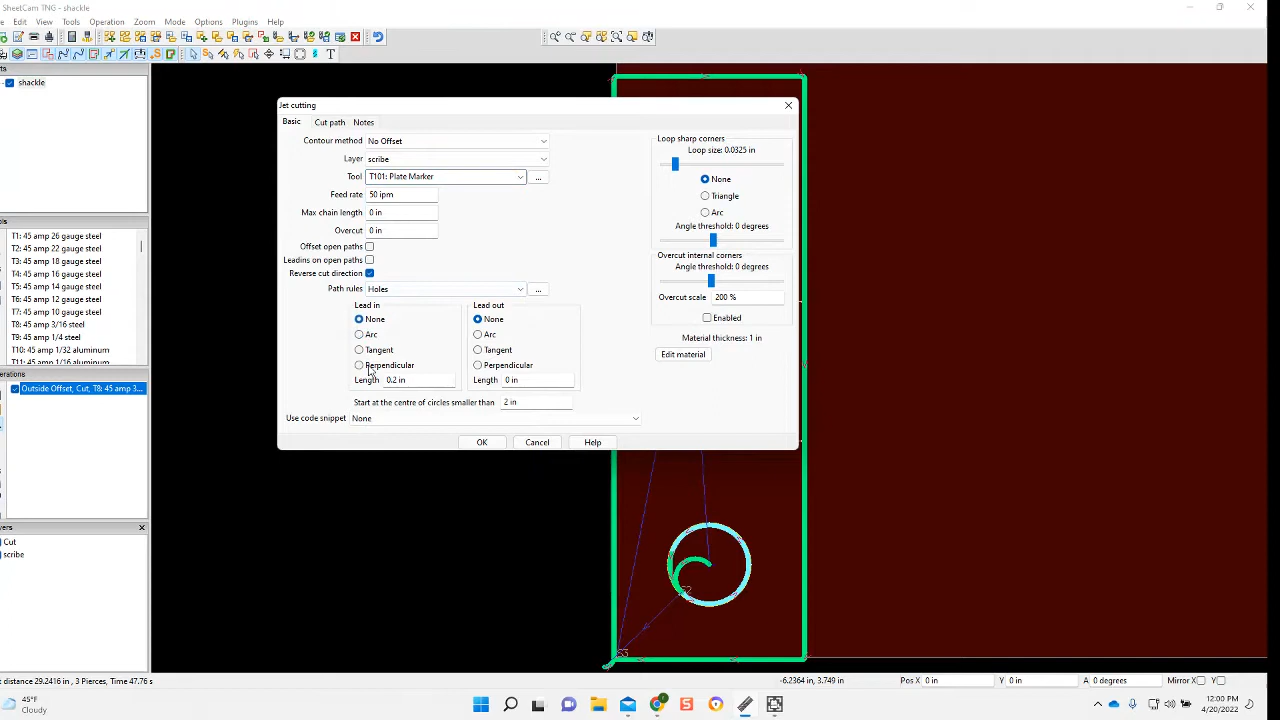 SheetCam TNG - shackle
Edit View Tools Operation Zoom Mode Options Plugins Help
shackle
T1: 45 amp 26 gauge steel
T2: 45 amp 22 gauge steel
T3: 45 amp 18 gauge steel
T4: 45 amp 16 gauge steel
T5: 45 amp 14 gauge steel
T6: 45 amp 12 gauge steel
T7: 45 amp 10 gauge steel
T8: 45 amp 3/16 steel
T9: 45 amp 1/4 steel
T10: 45 amp 1/32 aluminum
T11: 45 amp 1/16 aluminum
Outside Offset, Cut, T8: 45 amp 3...
Cut
scribe
Jet cutting
Basic Cut path Notes
Contour method No Offset
Layer scribe
Tool T101: Plate Marker ...
Feed rate 50 ipm
Max chain length 0 in
Overcut 0 in
Offset open paths
Leadins on open paths
Reverse cut direction
Path rules Holes ...
Lead in
None
Arc
Tangent
Perpendicular
Length 0.2 in
Lead out
None
Arc
Tangent
Perpendicular
Length 0 in
Start at the centre of circles smaller than 2 in
Use code snippet None
OK Cancel Help
Loop sharp corners
Loop size: 0.0325 in
None
Triangle
Arc
Angle threshold: 0 degrees
Overcut internal corners
Angle threshold: 0 degrees
Overcut scale 200 %
Enabled
Material thickness: 1 in
Edit material
S2
S3
distance 29.2416 in , 3 Pierces, Time 47.76 s
-6.2364 in, 3.749 in Pos X 0 in Y 0 in A 0 degrees Mirror X Y
45°F
Cloudy
12:00 PM
4/20/2022